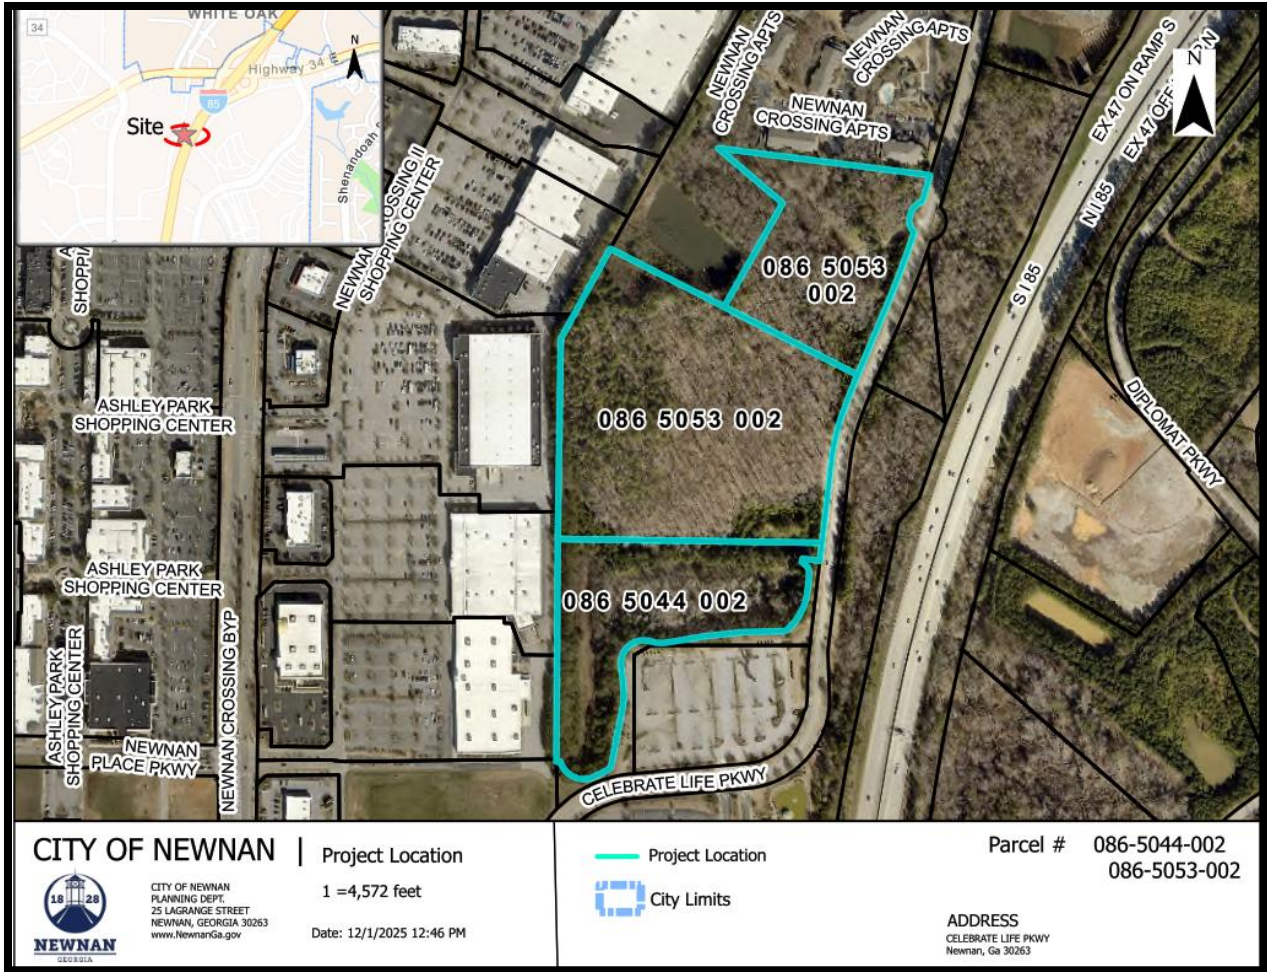 34
WHITE OAK
Highway 34
85
Site
N
Shenandoah
NEWNAN
CROSSING APTS
NEWNAN
CROSSING APTS
NEWNAN
CROSSING APTS
EX 47 ON RAMP S
EX 47 OFF
N
N I 85
S I 85
NEWNAN CROSSING II
SHOPPING CENTER
086 5053
002
086 5053 002
086 5044 002
ASHLEY PARK
SHOPPING CENTER
ASHLEY PARK
SHOPPING CENTER
ASHLEY PARK
SHOPPING CENTER
NEWNAN
PLACE PKWY
NEWNAN CROSSING BYP
CELEBRATE LIFE PKWY
DIPLOMAT PKWY
CITY OF NEWNAN | Project Location
1 =4,572 feet
Date: 12/1/2025 12:46 PM
18 28
NEWNAN
GEORGIA
CITY OF NEWNAN
PLANNING DEPT.
25 LAGRANGE STREET
NEWNAN, GEORGIA 30263
www.NewnanGa.gov
Project Location
City Limits
Parcel # 086-5044-002
086-5053-002
ADDRESS
CELEBRATE LIFE PKWY
Newnan, Ga 30263